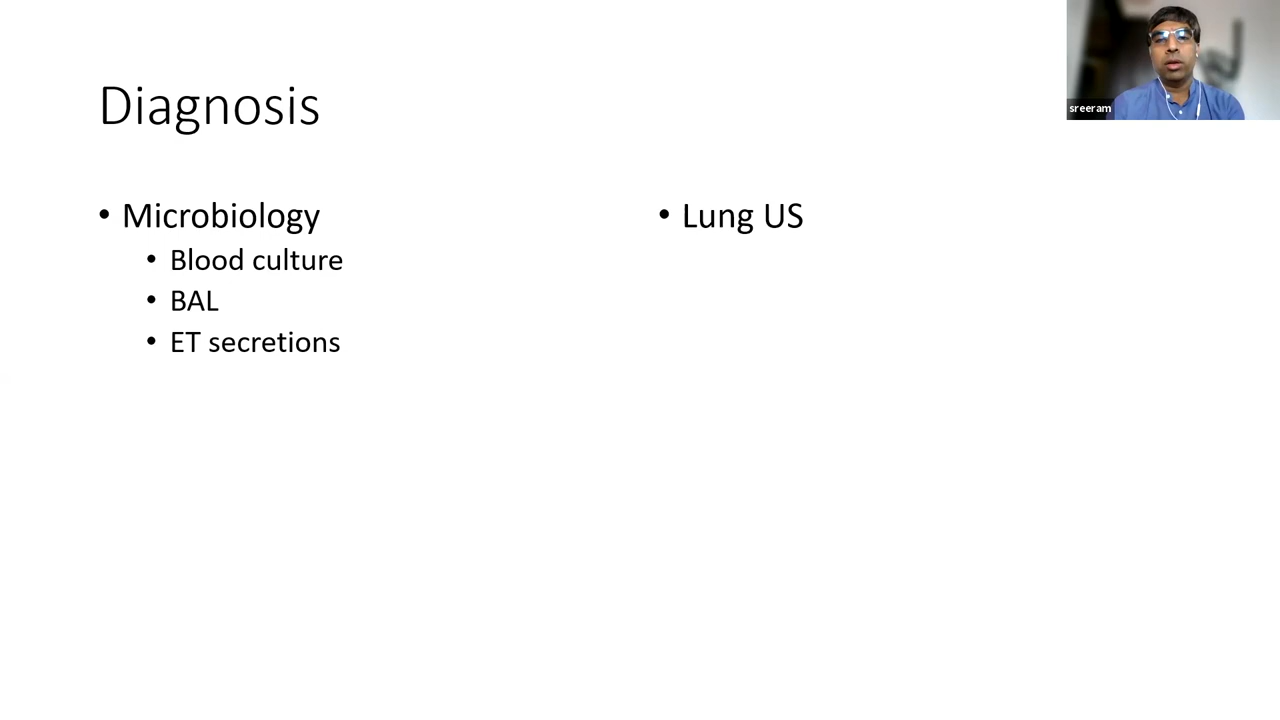 Diagnosis
• Microbiology
• Blood culture
• BAL
• ET secretions
• Lung US
sreeram